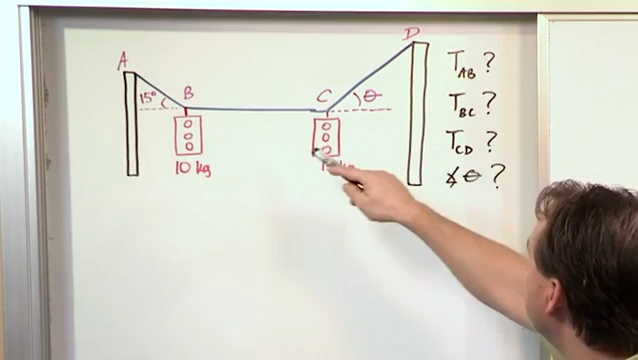 A
D
15°
B
C
θ
10 kg
T_AB ?
T_BC ?
T_CD ?
∡ θ ?